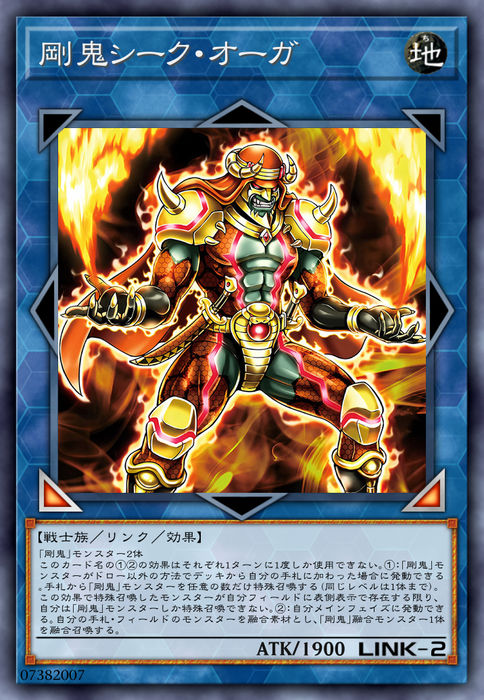 剛鬼シーク・オーガ
ち
地
【戦士族/リンク/効果】
「剛鬼」モンスター2体
このカード名の①②の効果はそれぞれ1ターンに1度しか使用できない。①:「剛鬼」モ
ンスターがドロー以外の方法でデッキから自分の手札に加わった場合に発動できる
。手札から「剛鬼」モンスターを任意の数だけ特殊召喚する(同じレベルは1体まで)。
この効果で特殊召喚したモンスターが自分フィールドに表側表示で存在する限り、
自分は「剛鬼」モンスターしか特殊召喚できない。②:自分メインフェイズに発動でき
る。自分の手札・フィールドのモンスターを融合素材とし、「剛鬼」融合モンスター1体
を融合召喚する。
ATK/1900 LINK-2
07382007